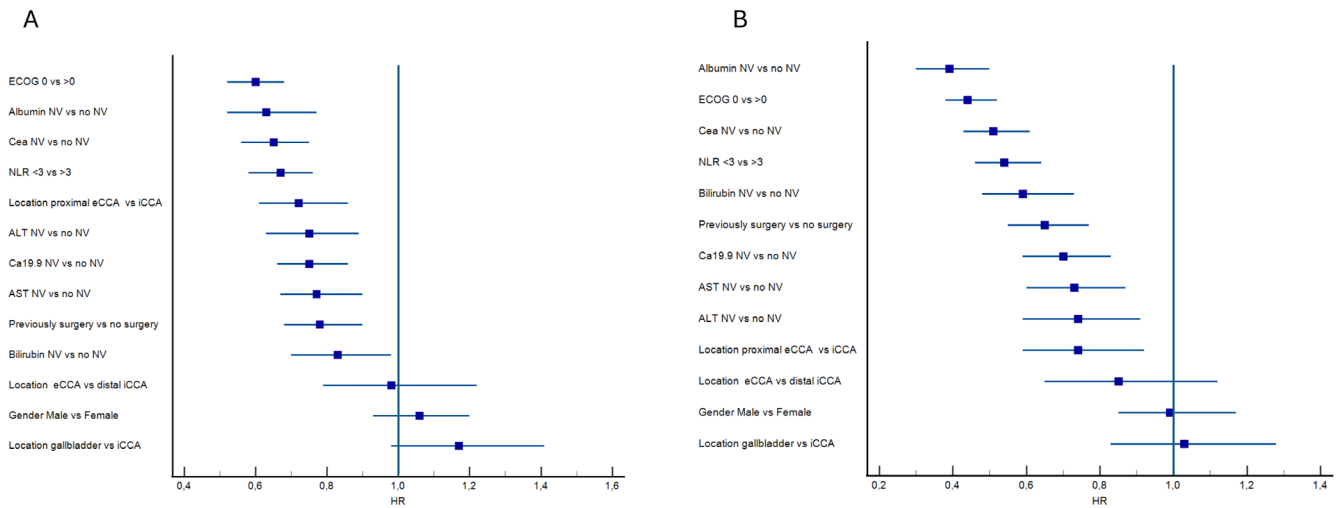 A
ECOG 0 vs >0
Albumin NV vs no NV
Cea NV vs no NV
NLR <3 vs >3
Location proximal eCCA vs iCCA
ALT NV vs no NV
Ca19.9 NV vs no NV
AST NV vs no NV
Previously surgery vs no surgery
Bilirubin NV vs no NV
Location eCCA vs distal iCCA
Gender Male vs Female
Location gallbladder vs iCCA
0,4 0,6 0,8 1,0 1,2 1,4 1,6
HR
B
Albumin NV vs no NV
ECOG 0 vs >0
Cea NV vs no NV
NLR <3 vs >3
Bilirubin NV vs no NV
Previously surgery vs no surgery
Ca19.9 NV vs no NV
AST NV vs no NV
ALT NV vs no NV
Location proximal eCCA vs iCCA
Location eCCA vs distal iCCA
Gender Male vs Female
Location gallbladder vs iCCA
0,2 0,4 0,6 0,8 1,0 1,2 1,4
HR